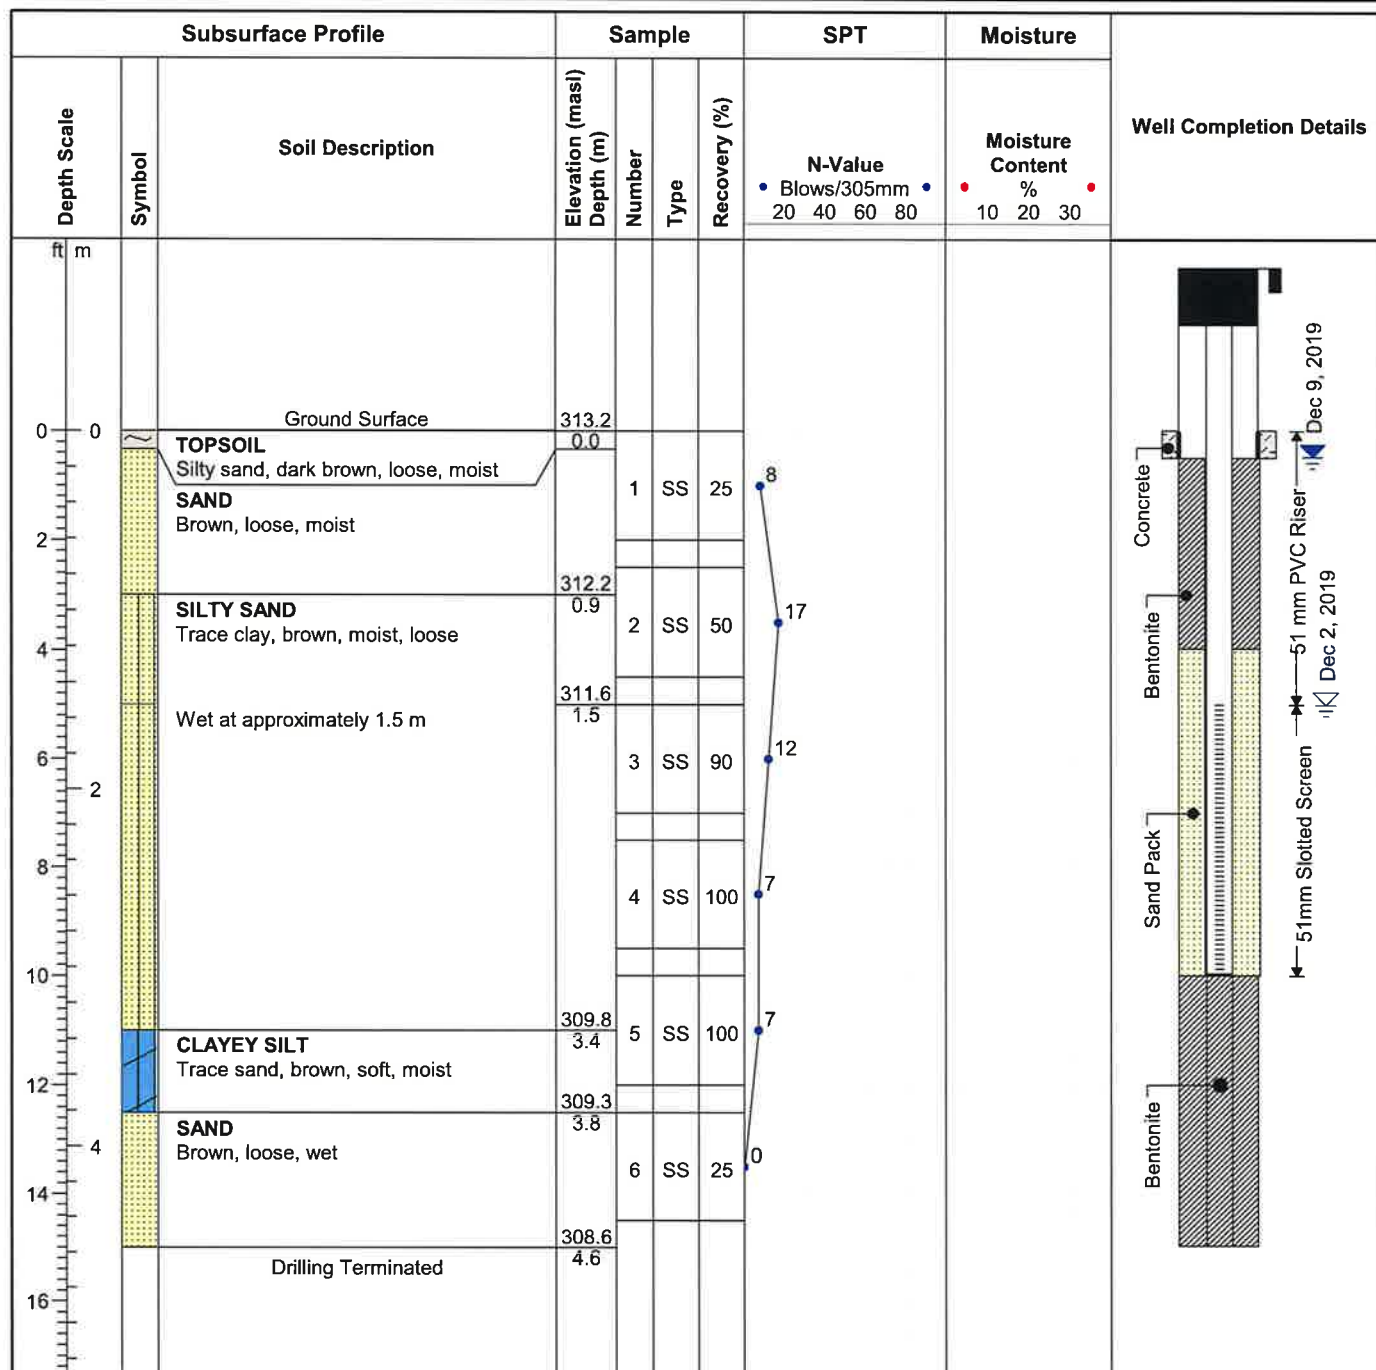 Subsurface Profile
Sample
SPT
Moisture
Depth Scale
Symbol
Soil Description
Elevation (masl)
Depth (m)
Number
Type
Recovery (%)
N-Value
Blows/305mm
20 40 60 80
Moisture
Content
%
10 20 30
Well Completion Details
ft m
Ground Surface
313.2
0 0
0.0
TOPSOIL
Silty sand, dark brown, loose, moist
SAND
Brown, loose, moist
1 SS 25
8
2
312.2
0.9
SILTY SAND
Trace clay, brown, moist, loose
2 SS 50
17
4
311.6
1.5
Wet at approximately 1.5 m
3 SS 90
12
6
2
8
4 SS 100
7
10
309.8
3.4
CLAYEY SILT
Trace sand, brown, soft, moist
5 SS 100
7
12
309.3
3.8
SAND
Brown, loose, wet
4
6 SS 25
0
14
308.6
4.6
Drilling Terminated
16
Concrete
Bentonite
Sand Pack
Bentonite
51 mm PVC Riser
51mm Slotted Screen
Dec 9, 2019
Dec 2, 2019